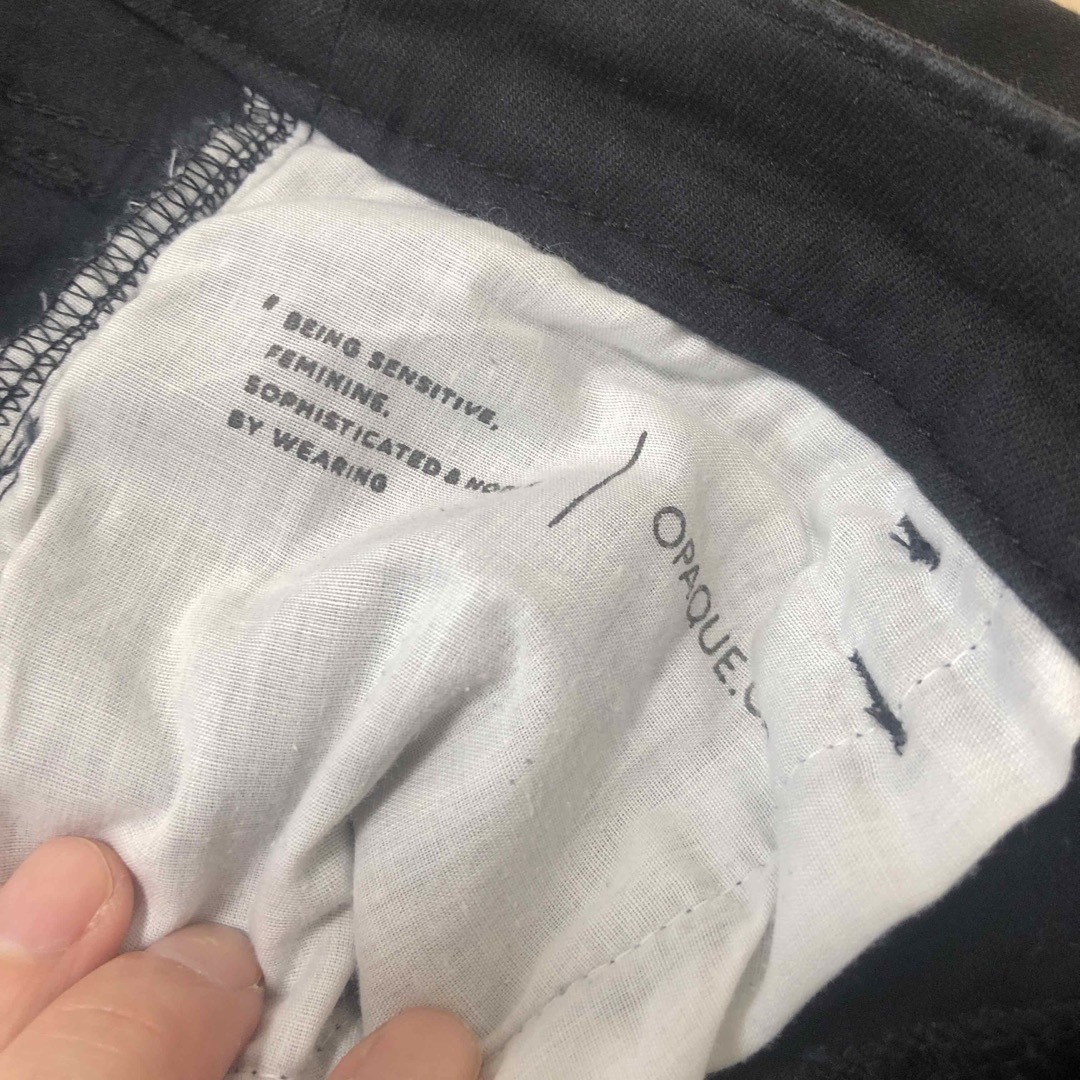 # BEING SENSITIVE,
FEMININE,
SOPHISTICATED &
BY WEARING
OPAQUE.